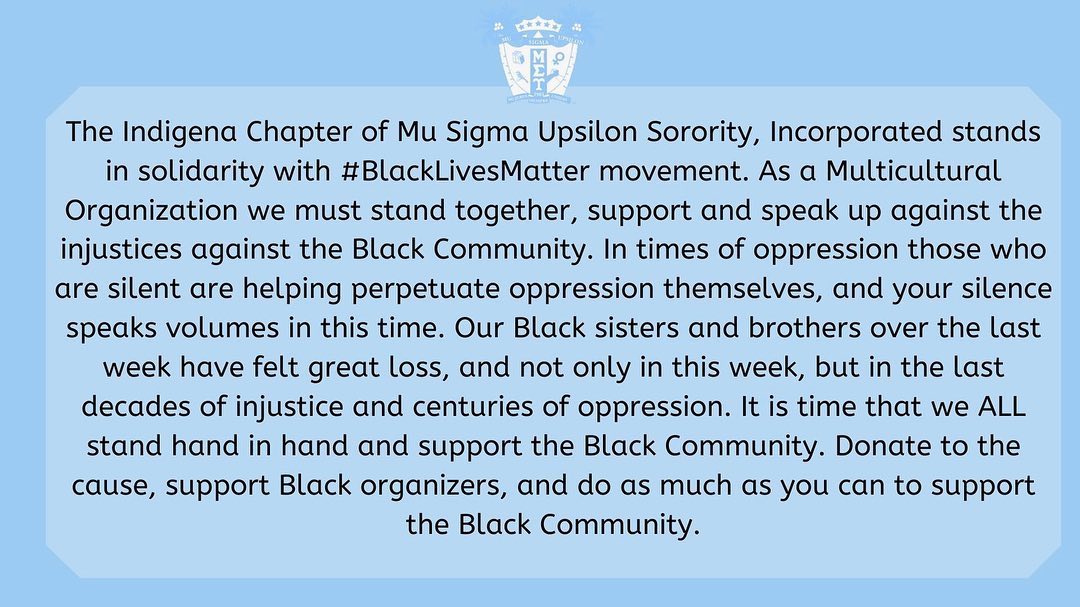 MU SIGMA UPSILON
ΜΣΥ
The Indigena Chapter of Mu Sigma Upsilon Sorority, Incorporated stands
in solidarity with #BlackLivesMatter movement. As a Multicultural
Organization we must stand together, support and speak up against the
injustices against the Black Community. In times of oppression those who
are silent are helping perpetuate oppression themselves, and your silence
speaks volumes in this time. Our Black sisters and brothers over the last
week have felt great loss, and not only in this week, but in the last
decades of injustice and centuries of oppression. It is time that we ALL
stand hand in hand and support the Black Community. Donate to the
cause, support Black organizers, and do as much as you can to support
the Black Community.